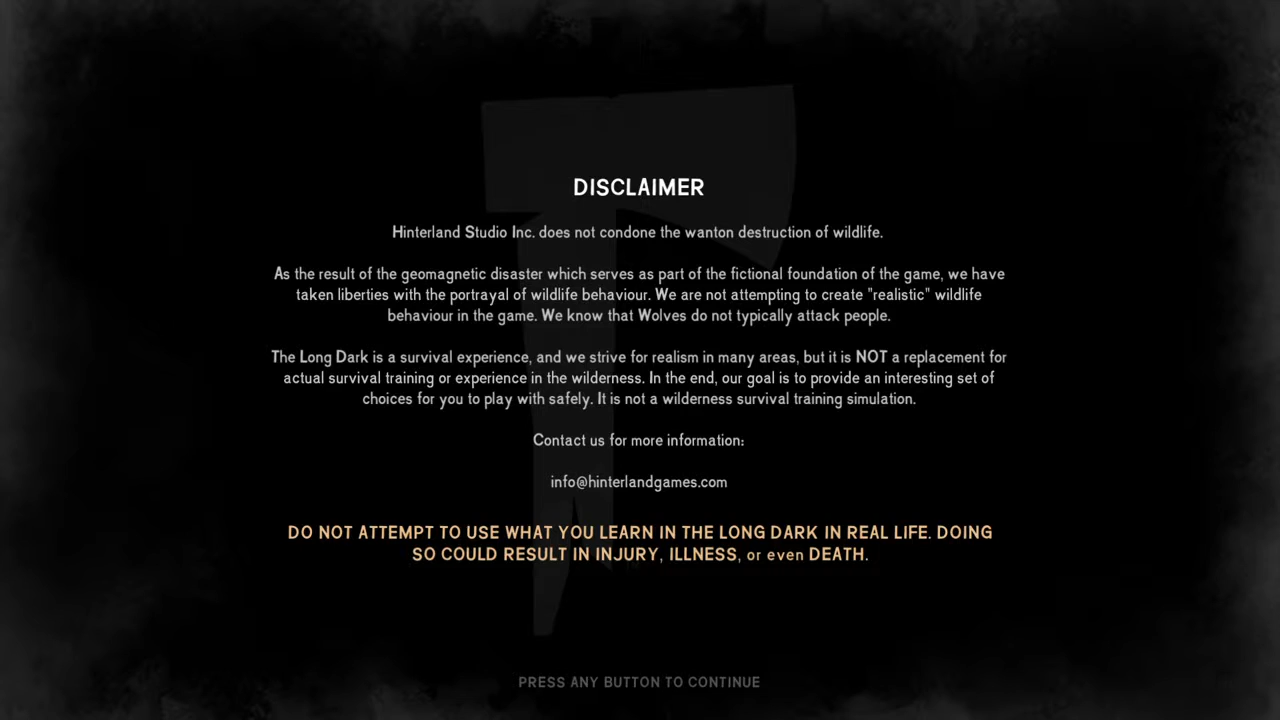 DISCLAIMER
Hinterland Studio Inc. does not condone the wanton destruction of wildlife.
As the result of the geomagnetic disaster which serves as part of the fictional foundation of the game, we have
taken liberties with the portrayal of wildlife behaviour. We are not attempting to create "realistic" wildlife
behaviour in the game. We know that Wolves do not typically attack people.
The Long Dark is a survival experience, and we strive for realism in many areas, but it is NOT a replacement for
actual survival training or experience in the wilderness. In the end, our goal is to provide an interesting set of
choices for you to play with safely. It is not a wilderness survival training simulation.
Contact us for more information:
info@hinterlandgames.com
DO NOT ATTEMPT TO USE WHAT YOU LEARN IN THE LONG DARK IN REAL LIFE. DOING
SO COULD RESULT IN INJURY, ILLNESS, or even DEATH.
PRESS ANY BUTTON TO CONTINUE